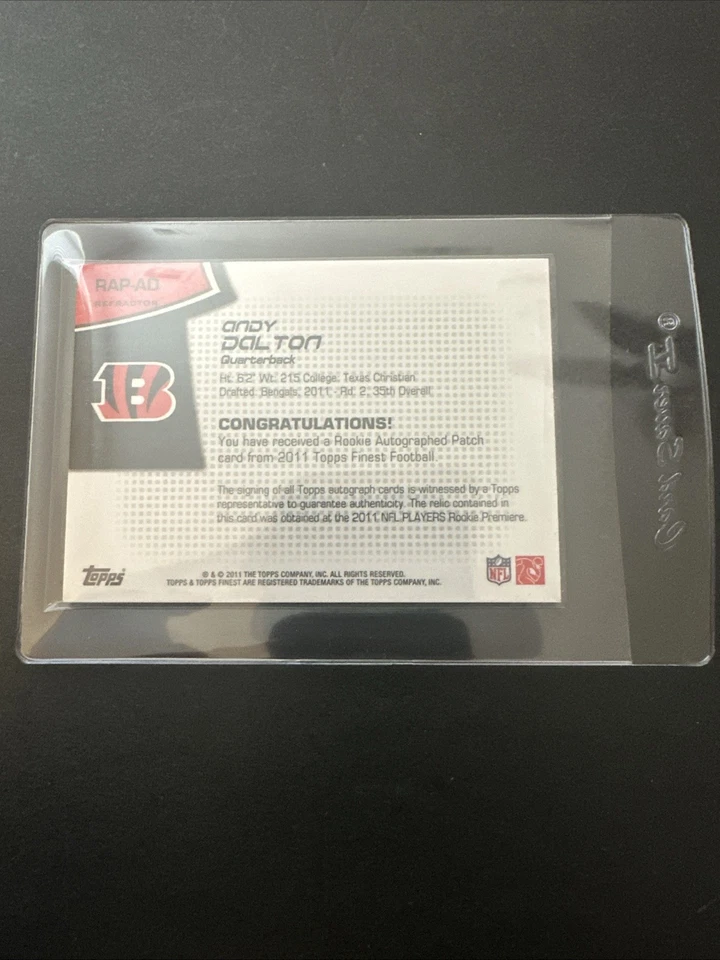 RAP-AD
REFRACTOR
ANDY
DALTON
Quarterback
Ht. 6'2" Wt. 215 College: Texas Christian
Drafted: Bengals, 2011 - Rd. 2, 35th Overall
CONGRATULATIONS!
You have received a Rookie Autographed Patch
card from 2011 Topps Finest Football.
The signing of all Topps autograph cards is witnessed by a Topps
representative to guarantee authenticity. The relic contained in
this card was obtained at the 2011 NFL PLAYERS Rookie Premiere.
topps
® & © 2011 THE TOPPS COMPANY, INC. ALL RIGHTS RESERVED.
TOPPS & TOPPS FINEST ARE REGISTERED TRADEMARKS OF THE TOPPS COMPANY, INC.
NFL
Card Saver I ®